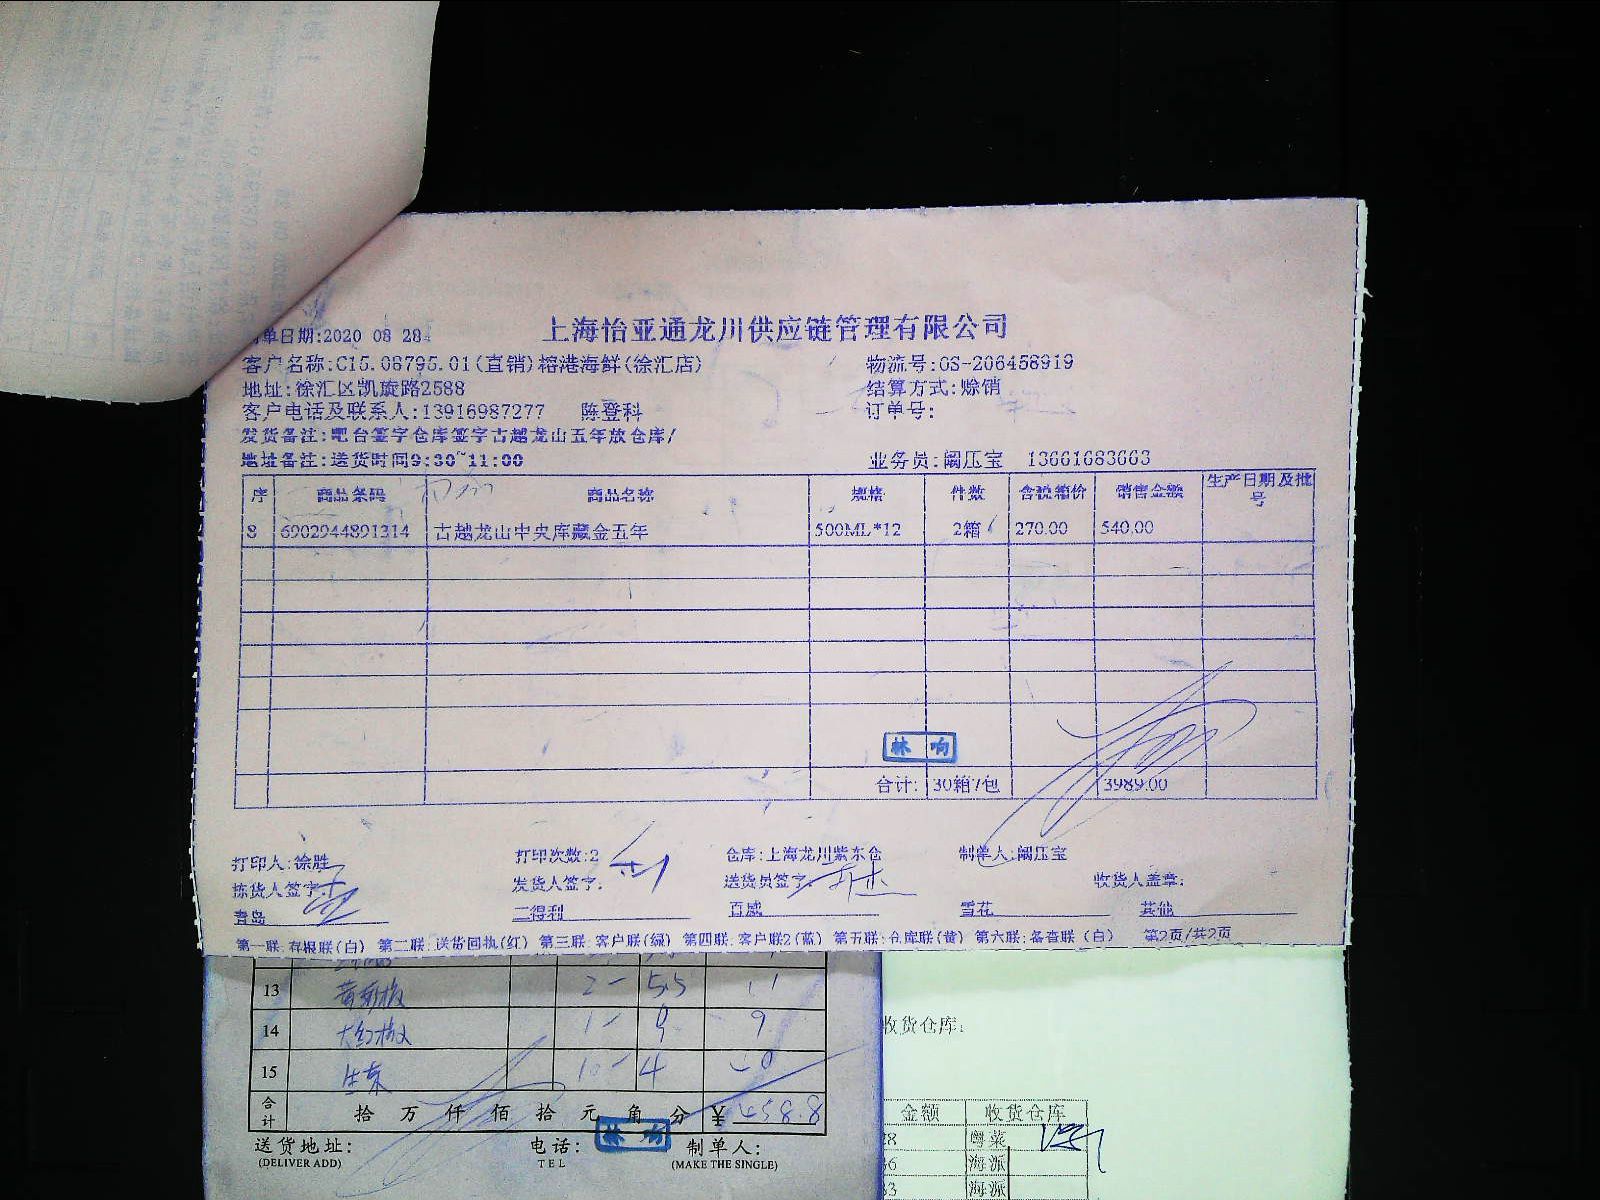 单日期:2020 08 28
上海怡亚通龙川供应链管理有限公司
客户名称:C15.08795.01(直销)榕港海鲜(徐汇店) 物流号:OS-206458919
地址:徐汇区凯旋路2588 结算方式:赊销
客户电话及联系人:13916987277 陈登科 订单号:
发货备注:吧台签字仓库签字古越龙山五年放仓库/
地址备注:送货时间9:30~11:00 业务员:阚压宝 13661683663
序 商品条码 商品名称 规格 件数 含税箱价 销售金额 生产日期及批号
8 6902944891314 古越龙山中央库藏金五年 500ML*12 2箱 270.00 540.00
林 响
合计: 30箱7包 3989.00
打印人:徐胜 打印次数:2 仓库:上海龙川紫东仓 制单人:阚压宝
拣货人签字: 发货人签字: 送货员签字: 收货人盖章:
青岛 三得利 百威 雪花 其他
第一联:存根联(白) 第二联:送货回执(红) 第三联:客户联(绿) 第四联:客户联2(蓝) 第五联:仓库联(黄) 第六联:备查联(白) 第2页/共2页
13 2 5.5 11
14 大红椒 1 9 9
15 10 4
合计 拾 万 仟 佰 拾 元 角 分 ¥
送货地址: 电话: 林 响 制单人:
(DELIVER ADD) TEL (MAKE THE SINGLE)
收货仓库:
金额 收货仓库
粤菜
海派
海派